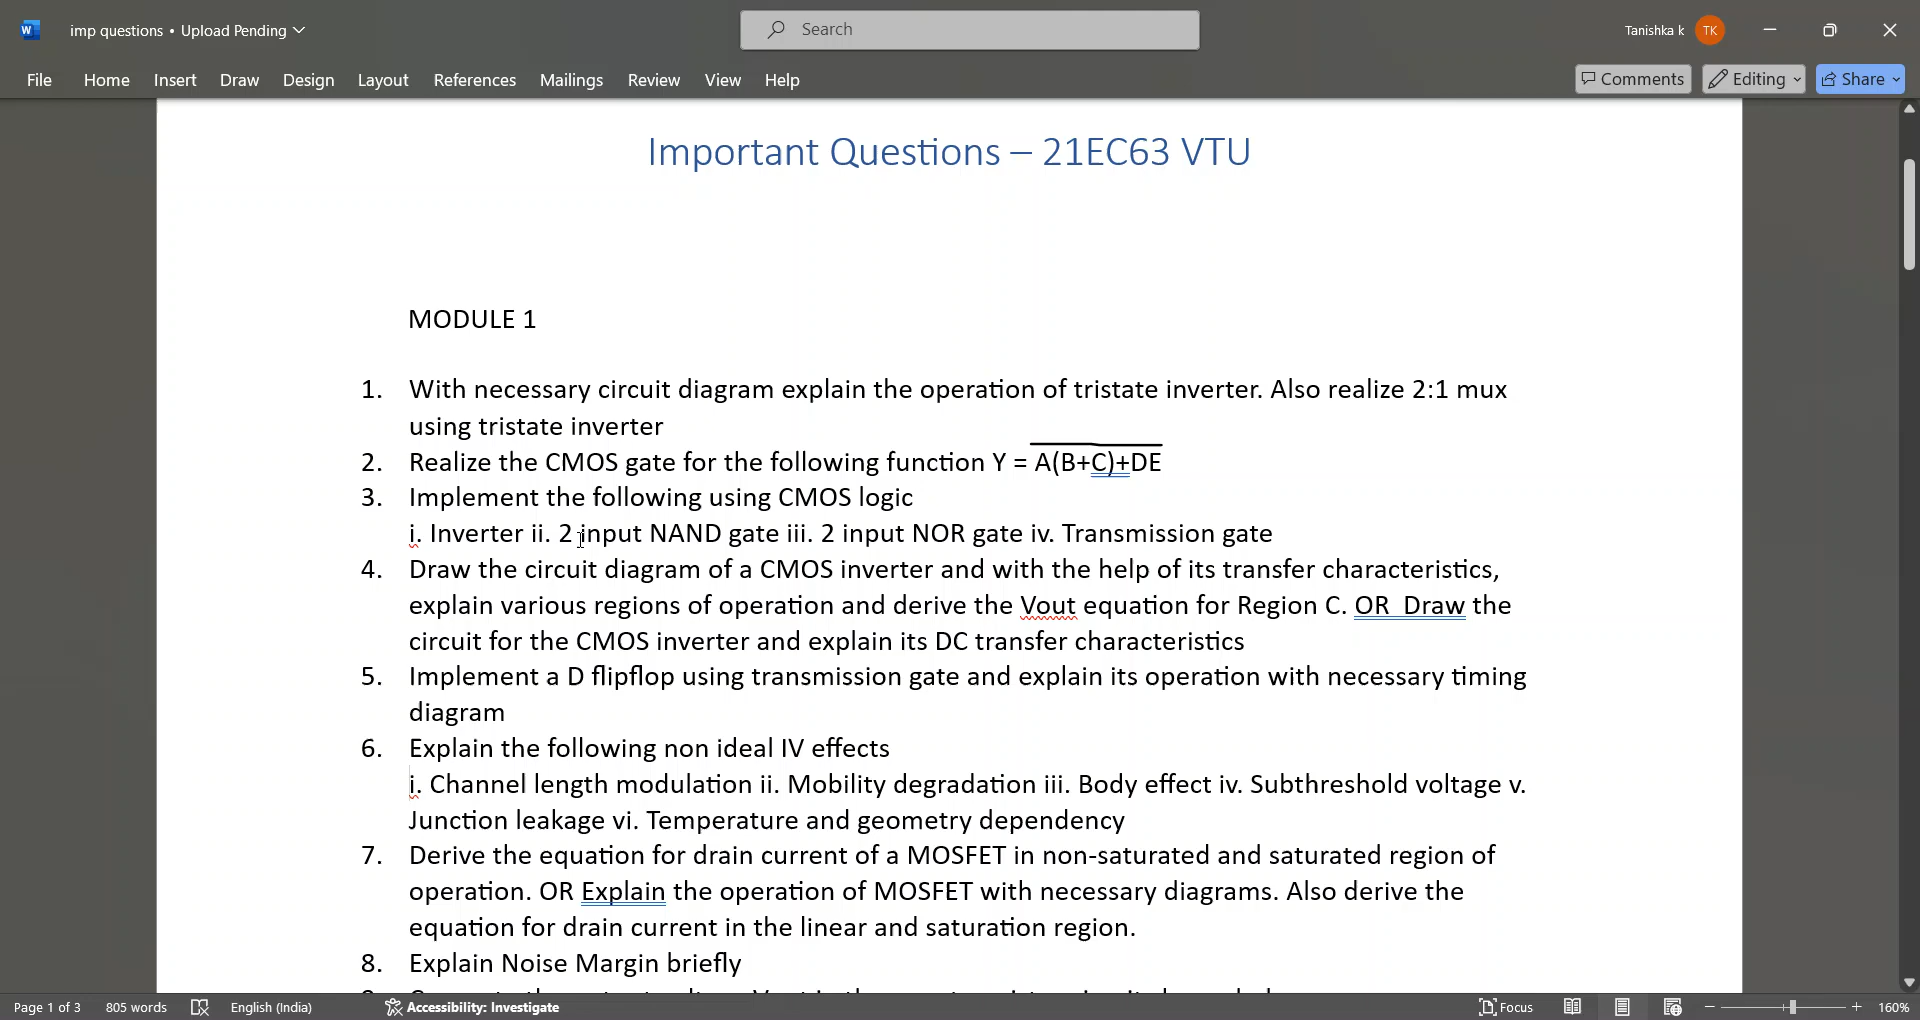 imp questions • Upload Pending
Search
Tanishka k
TK
File Home Insert Draw Design Layout References Mailings Review View Help
Comments Editing Share
Important Questions – 21EC63 VTU
MODULE 1
1. With necessary circuit diagram explain the operation of tristate inverter. Also realize 2:1 mux
using tristate inverter
2. Realize the CMOS gate for the following function Y = A(B+C)+DE
3. Implement the following using CMOS logic
i. Inverter ii. 2 input NAND gate iii. 2 input NOR gate iv. Transmission gate
4. Draw the circuit diagram of a CMOS inverter and with the help of its transfer characteristics,
explain various regions of operation and derive the Vout equation for Region C. OR Draw the
circuit for the CMOS inverter and explain its DC transfer characteristics
5. Implement a D flipflop using transmission gate and explain its operation with necessary timing
diagram
6. Explain the following non ideal IV effects
i. Channel length modulation ii. Mobility degradation iii. Body effect iv. Subthreshold voltage v.
Junction leakage vi. Temperature and geometry dependency
7. Derive the equation for drain current of a MOSFET in non-saturated and saturated region of
operation. OR Explain the operation of MOSFET with necessary diagrams. Also derive the
equation for drain current in the linear and saturation region.
8. Explain Noise Margin briefly
Page 1 of 3 805 words English (India) Accessibility: Investigate Focus 160%